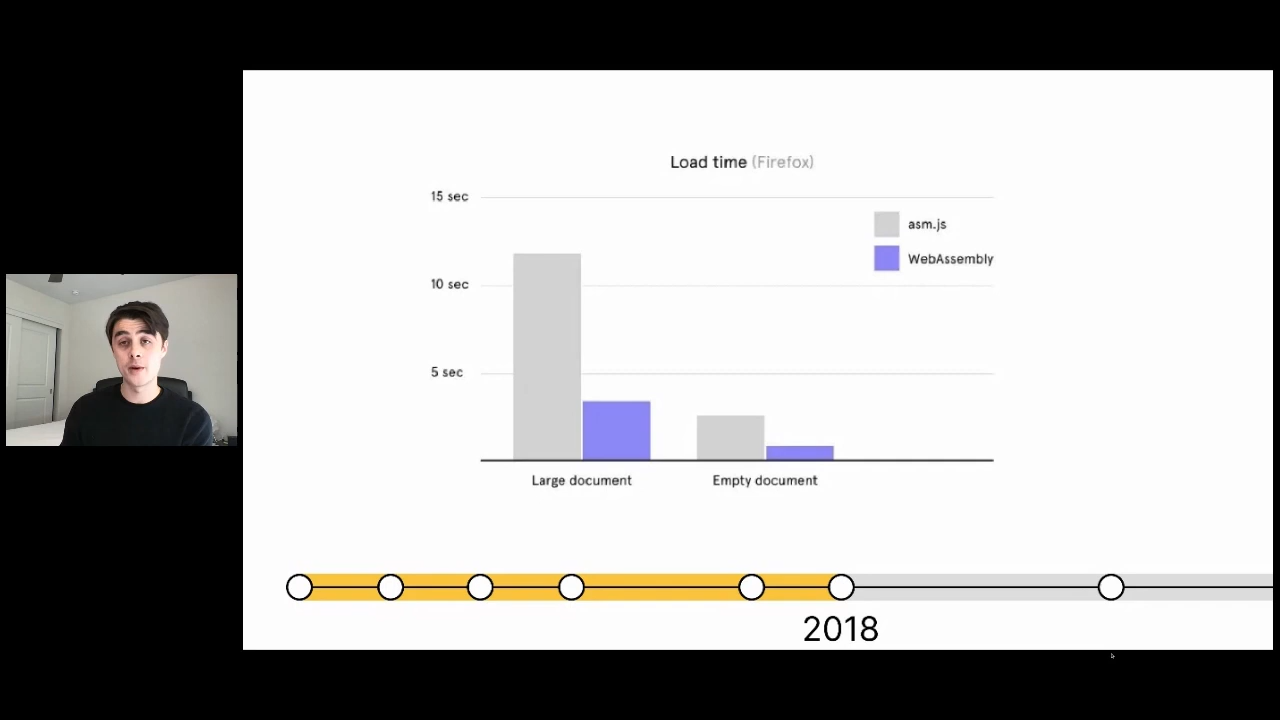 Load time (Firefox)
15 sec
asm.js
WebAssembly
10 sec
5 sec
Large document
Empty document
2018